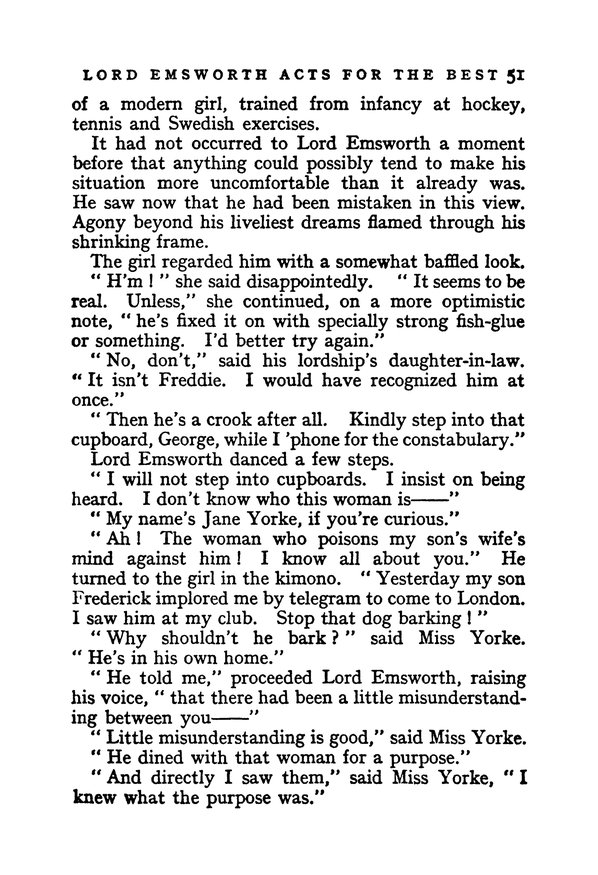 LORD EMSWORTH ACTS FOR THE BEST 51
of a modern girl, trained from infancy at hockey,
tennis and Swedish exercises.
It had not occurred to Lord Emsworth a moment
before that anything could possibly tend to make his
situation more uncomfortable than it already was.
He saw now that he had been mistaken in this view.
Agony beyond his liveliest dreams flamed through his
shrinking frame.
The girl regarded him with a somewhat baffled look.
“ H’m ! ” she said disappointedly. “ It seems to be
real. Unless,” she continued, on a more optimistic
note, “ he’s fixed it on with specially strong fish-glue
or something. I’d better try again.”
“ No, don’t,” said his lordship’s daughter-in-law.
“ It isn’t Freddie. I would have recognized him at
once.”
“ Then he’s a crook after all. Kindly step into that
cupboard, George, while I ’phone for the constabulary.”
Lord Emsworth danced a few steps.
“ I will not step into cupboards. I insist on being
heard. I don’t know who this woman is——”
“ My name’s Jane Yorke, if you’re curious.”
“ Ah ! The woman who poisons my son’s wife’s
mind against him ! I know all about you.” He
turned to the girl in the kimono. “ Yesterday my son
Frederick implored me by telegram to come to London.
I saw him at my club. Stop that dog barking ! ”
“ Why shouldn’t he bark ? ” said Miss Yorke.
“ He’s in his own home.”
“ He told me,” proceeded Lord Emsworth, raising
his voice, “ that there had been a little misunderstand-
ing between you——”
“ Little misunderstanding is good,” said Miss Yorke.
“ He dined with that woman for a purpose.”
“ And directly I saw them,” said Miss Yorke, “ I
knew what the purpose was.”